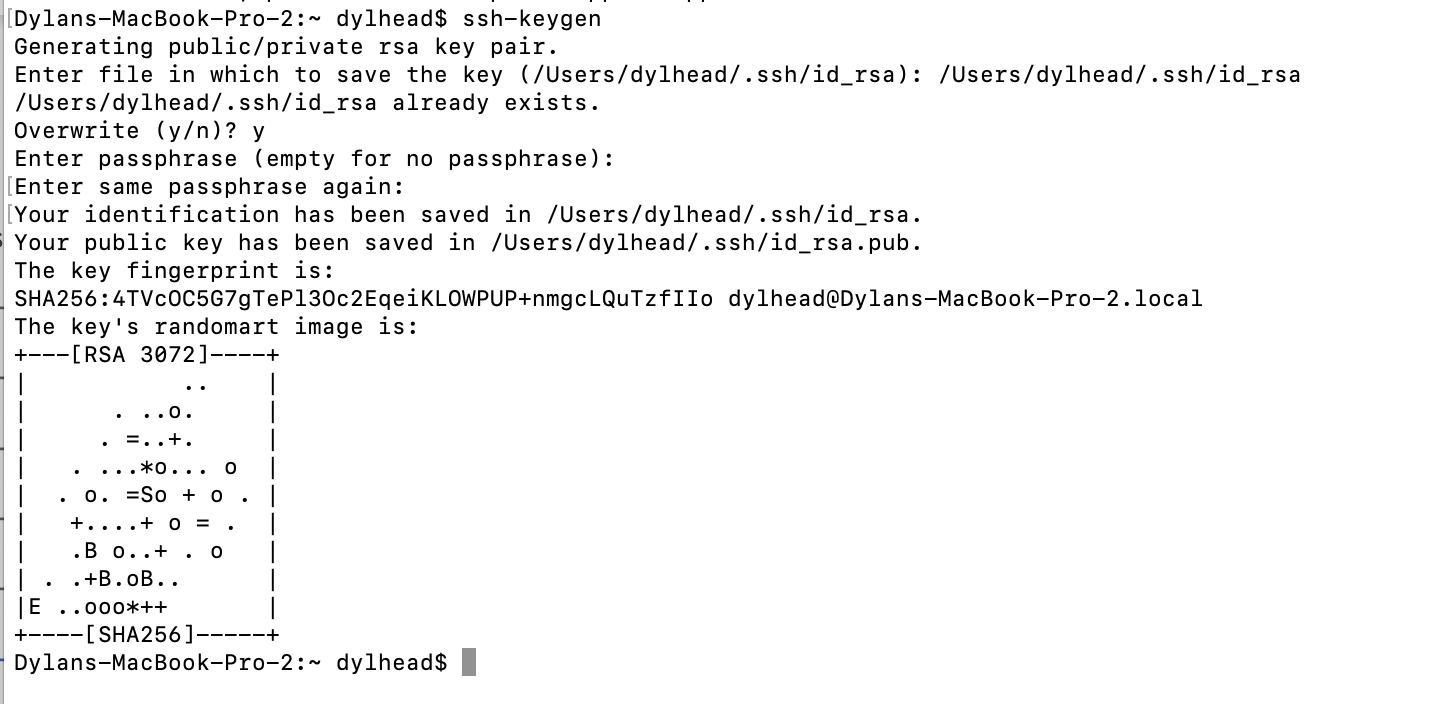 [Dylans-MacBook-Pro-2:~ dylhead$ ssh-keygen
Generating public/private rsa key pair.
Enter file in which to save the key (/Users/dylhead/.ssh/id_rsa): /Users/dylhead/.ssh/id_rsa
/Users/dylhead/.ssh/id_rsa already exists.
Overwrite (y/n)? y
Enter passphrase (empty for no passphrase):
[Enter same passphrase again:
[Your identification has been saved in /Users/dylhead/.ssh/id_rsa.
Your public key has been saved in /Users/dylhead/.ssh/id_rsa.pub.
The key fingerprint is:
SHA256:4TVcOC5G7gTePl3Oc2EqeiKLOWPUP+nmgcLQuTzfIIo dylhead@Dylans-MacBook-Pro-2.local
The key's randomart image is:
+---[RSA 3072]----+
|           ..    |
|      . ..o.     |
|     . =..+.     |
|   . ...*o... o  |
|  . o. =So + o . |
|   +....+ o = .  |
|   .B o..+ . o   |
| . .+B.oB..      |
|E ..ooo*++       |
+----[SHA256]-----+
Dylans-MacBook-Pro-2:~ dylhead$